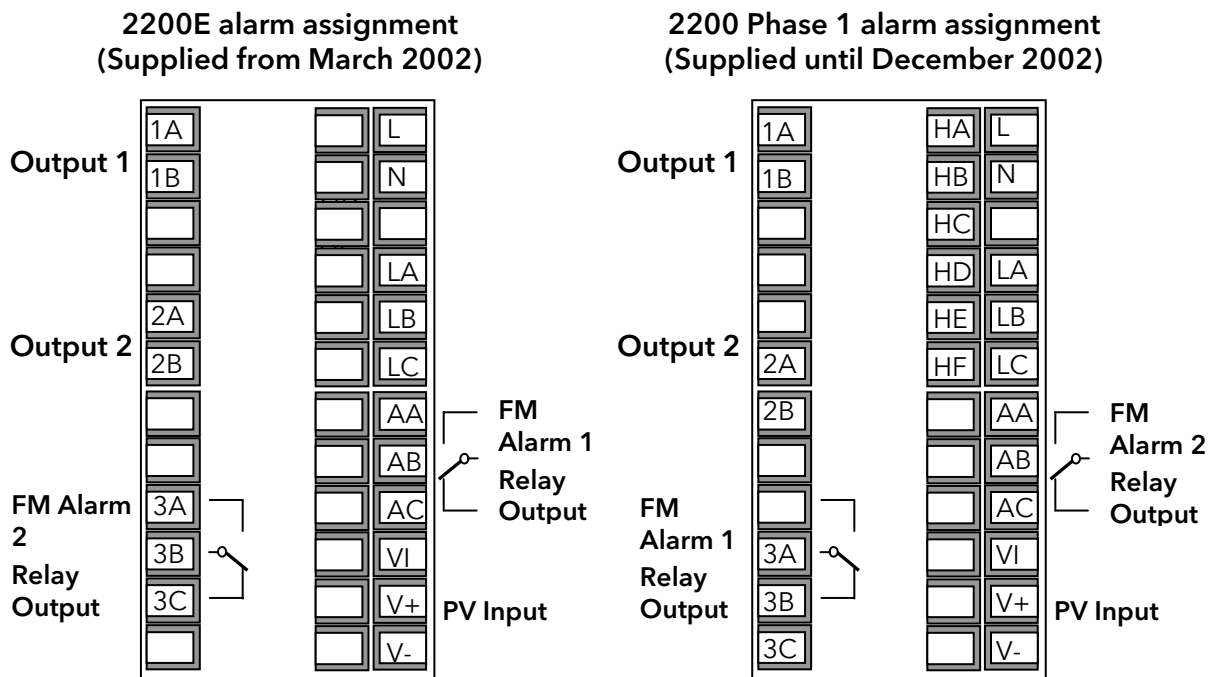 2200E alarm assignment
(Supplied from March 2002)
Output 1
1A
1B
2A
Output 2
2B
FM Alarm
2
Relay
Output
3A
3B
3C
L
N
LA
LB
LC
AA
AB
AC
VI
V+
V-
FM
Alarm 1
Relay
Output
PV Input
2200 Phase 1 alarm assignment
(Supplied until December 2002)
Output 1
1A
1B
Output 2
2A
2B
FM
Alarm 1
Relay
Output
3A
3B
3C
HA
HB
HC
HD
HE
HF
L
N
LA
LB
LC
AA
AB
AC
VI
V+
V-
FM
Alarm 2
Relay
Output
PV Input